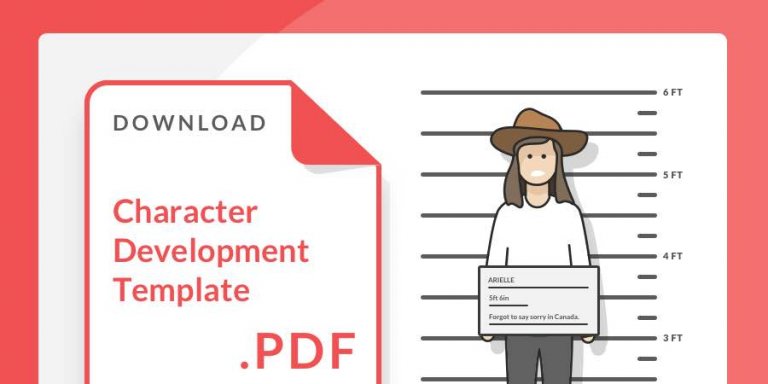 DOWNLOAD
Character
Development
Template
.PDF
6 FT
5 FT
4 FT
3 FT
ARIELLE
5ft 6in
Forgot to say sorry in Canada.